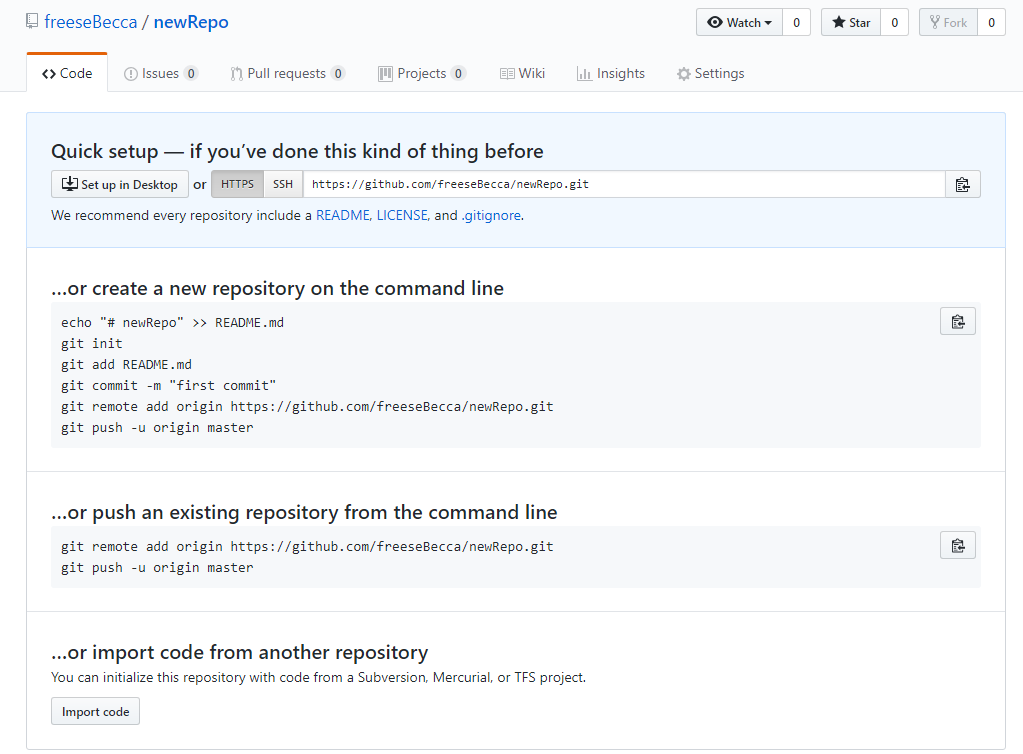 freeseBecca / newRepo
Watch 0 Star 0 Fork 0
Code Issues 0 Pull requests 0 Projects 0 Wiki Insights Settings
Quick setup — if you’ve done this kind of thing before
Set up in Desktop or HTTPS SSH https://github.com/freeseBecca/newRepo.git
We recommend every repository include a README, LICENSE, and .gitignore.
…or create a new repository on the command line
echo "# newRepo" >> README.md
git init
git add README.md
git commit -m "first commit"
git remote add origin https://github.com/freeseBecca/newRepo.git
git push -u origin master
…or push an existing repository from the command line
git remote add origin https://github.com/freeseBecca/newRepo.git
git push -u origin master
…or import code from another repository
You can initialize this repository with code from a Subversion, Mercurial, or TFS project.
Import code